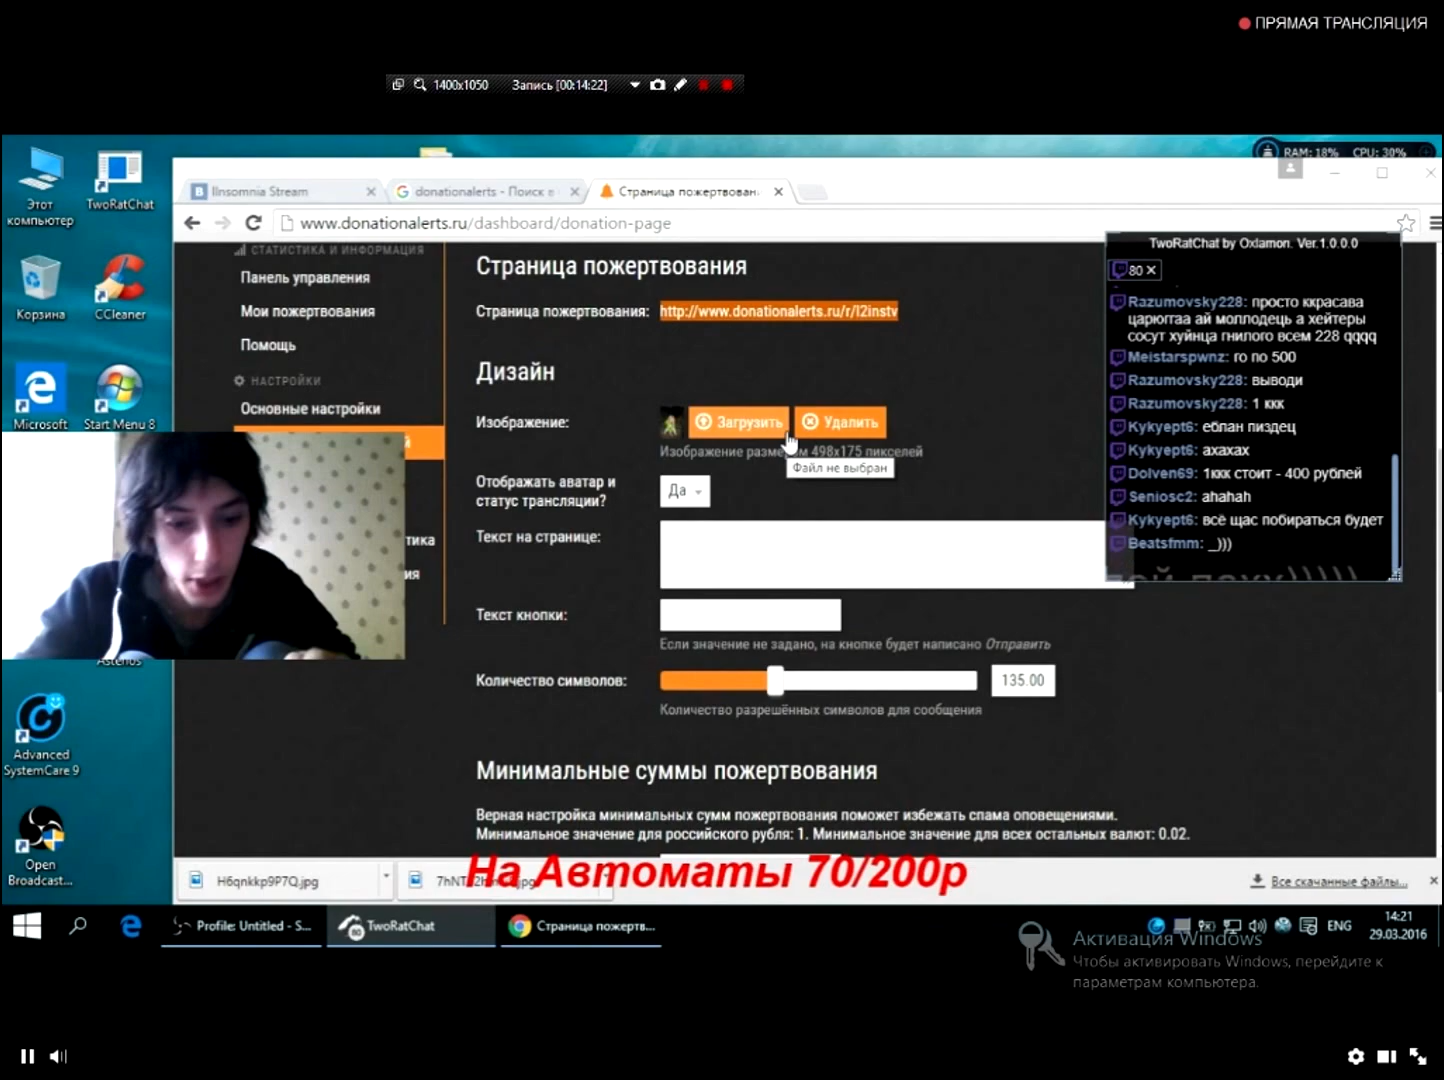 ПРЯМАЯ ТРАНСЛЯЦИЯ
1400x1050 Запись [00:14:22]
RAM: 18% CPU: 30%
Этот
компьютер
TwoRatChat
Корзина
CCleaner
Microsoft
Start Menu 8
Advanced
SystemCare 9
Open
Broadcast...
IInsomnia Stream
donationalerts - Поиск в
Страница пожертвован
www.donationalerts.ru/dashboard/donation-page
СТАТИСТИКА И ИНФОРМАЦИЯ
Панель управления
Мои пожертвования
Помощь
НАСТРОЙКИ
Основные настройки
тика
ия
Страница пожертвования
Страница пожертвования: http://www.donationalerts.ru/r/l2instv
Дизайн
Изображение: Загрузить Удалить
Изображение размером 498x175 пикселей
Файл не выбран
Отображать аватар и
статус трансляции?
Да
Текст на странице:
Текст кнопки:
Если значение не задано, на кнопке будет написано Отправить
Количество символов: 135.00
Количество разрешённых символов для сообщения
Минимальные суммы пожертвования
Верная настройка минимальных сумм пожертвования поможет избежать спама оповещениями.
Минимальное значение для российского рубля: 1. Минимальное значение для всех остальных валют: 0.02.
TwoRatChat by Oxlamon. Ver.1.0.0.0
80
Razumovsky228: просто ккрасава
царюггаа ай моллодець а хейтеры
сосут хуйнца гнилого всем 228 qqqq
Meistarspwnz: го по 500
Razumovsky228: выводи
Razumovsky228: 1 ккк
Kykyept6: еблан пиздец
Kykyept6: ахахах
Dolven69: 1ккк стоит - 400 рублей
Seniosc2: ahahah
Kykyept6: всё щас побираться будет
Beatsfmm: _)))
На Автоматы 70/200р
H6qnkkp9P7Q.jpg
Все скачанные файлы...
Profile: Untitled - S...
TwoRatChat
Страница пожертв...
ENG
14:21
29.03.2016
Активация Windows
Чтобы активировать Windows, перейдите к
параметрам компьютера.